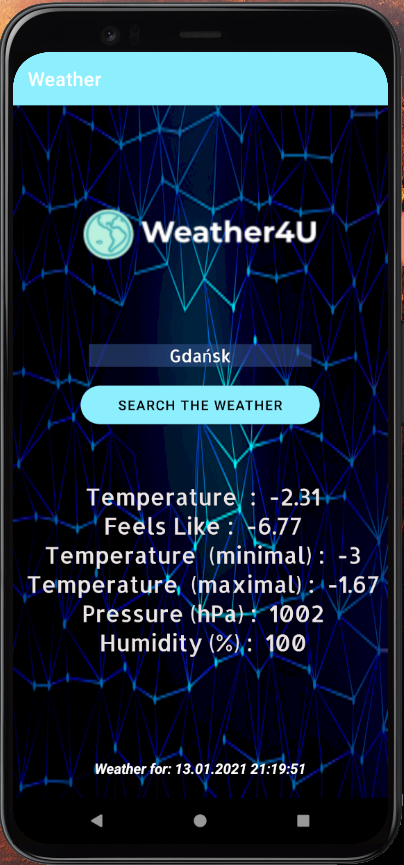 Weather
Weather4U
Gdańsk
SEARCH THE WEATHER
Temperature : -2.31
Feels Like : -6.77
Temperature (minimal) : -3
Temperature (maximal) : -1.67
Pressure (hPa) : 1002
Humidity (%) : 100
Weather for: 13.01.2021 21:19:51